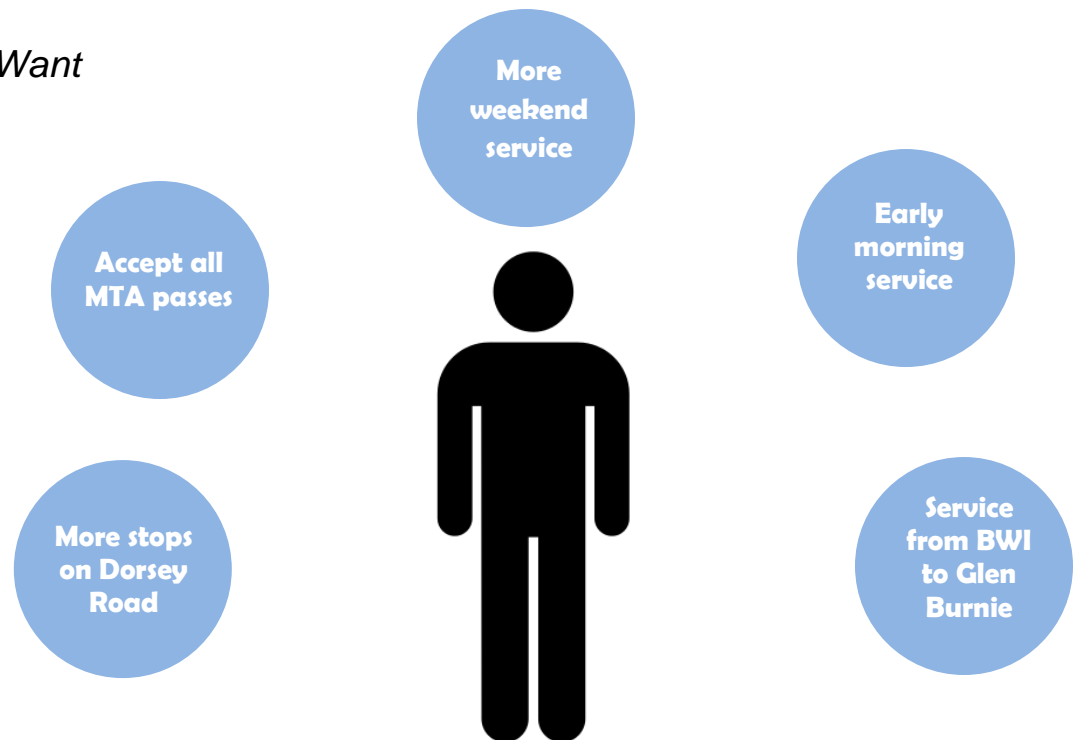 Want
More
weekend
service
Early
morning
service
Accept all
MTA passes
More stops
on Dorsey
Road
Service
from BWI
to Glen
Burnie